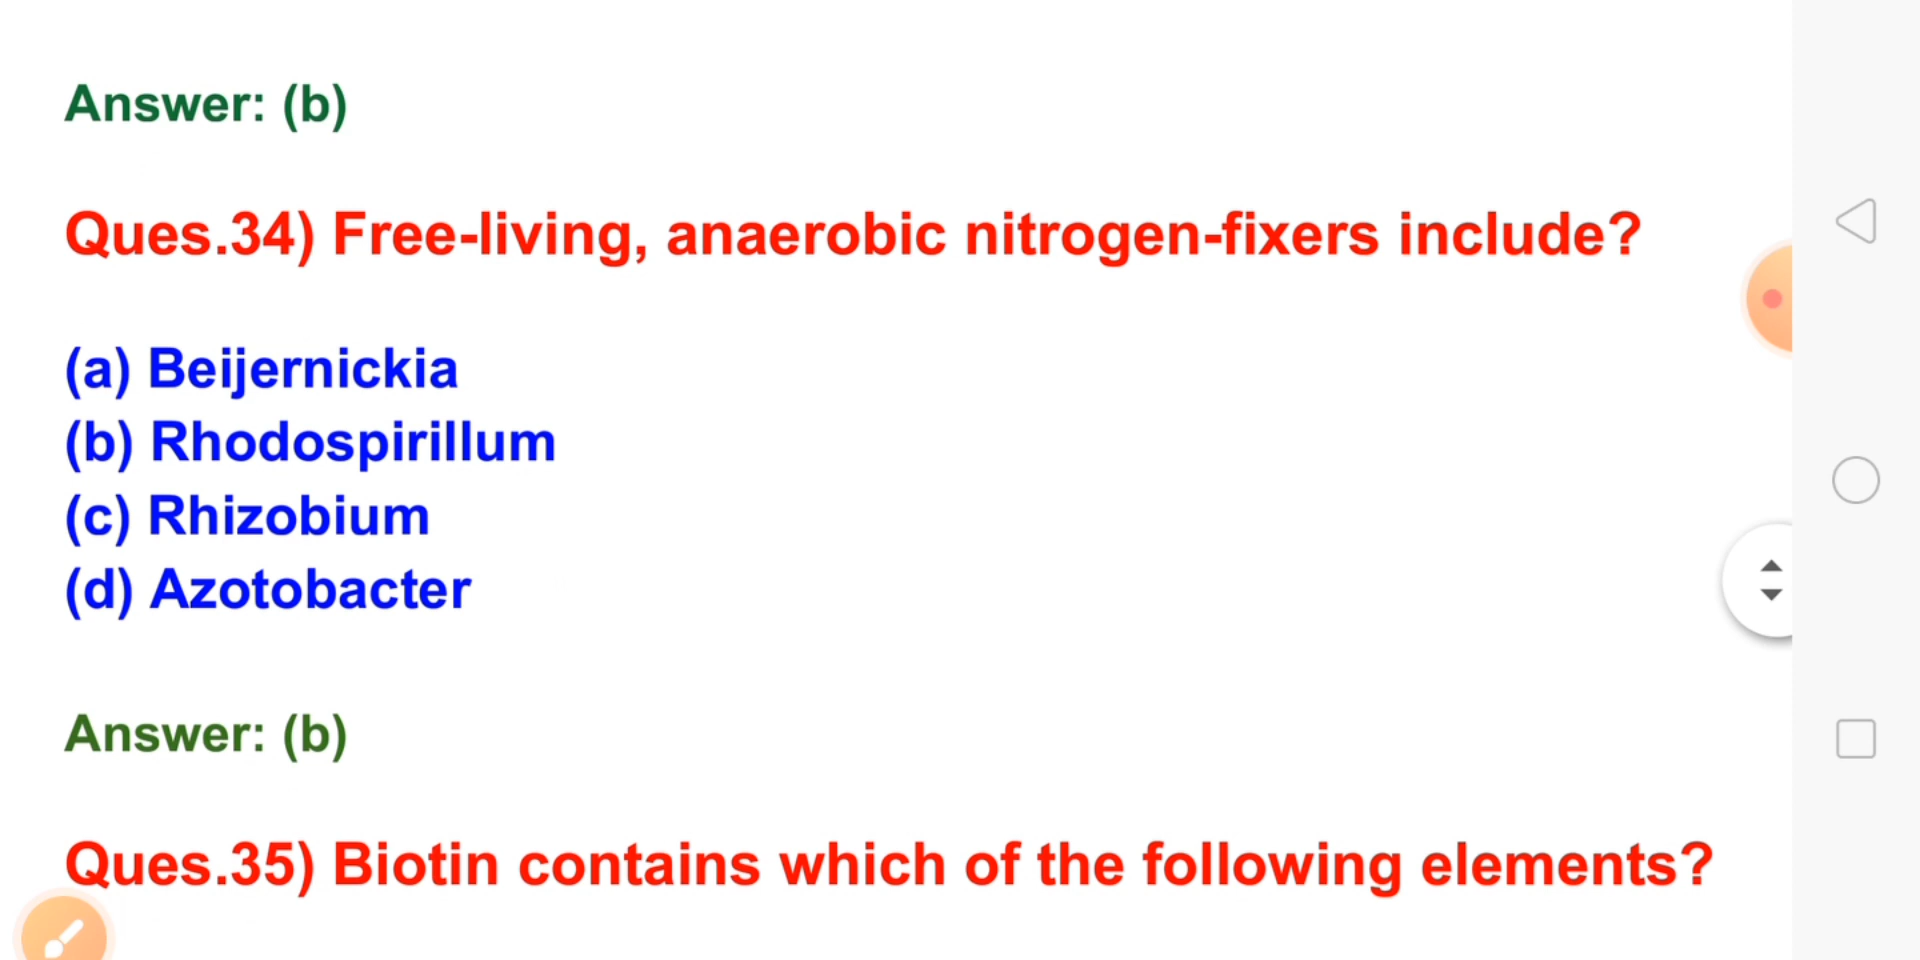 Answer: (b)
Ques.34) Free-living, anaerobic nitrogen-fixers include?
(a) Beijernickia
(b) Rhodospirillum
(c) Rhizobium
(d) Azotobacter
Answer: (b)
Ques.35) Biotin contains which of the following elements?